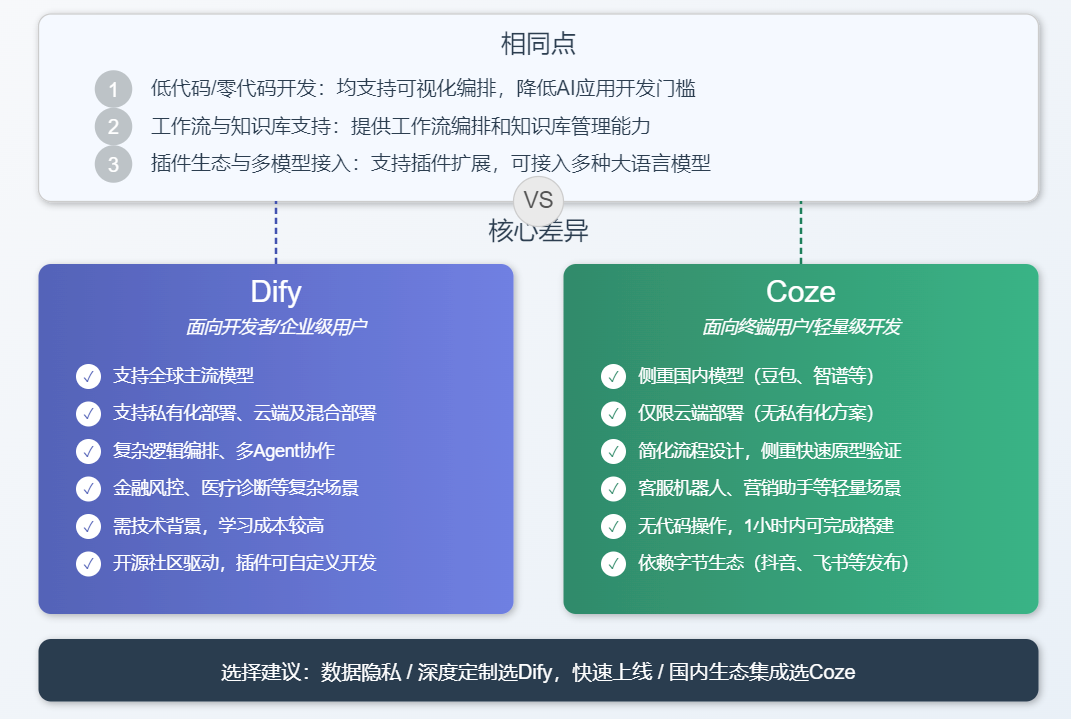 相同点
1 低代码/零代码开发：均支持可视化编排，降低AI应用开发门槛
2 工作流与知识库支持：提供工作流编排和知识库管理能力
3 插件生态与多模型接入：支持插件扩展，可接入多种大语言模型
VS
核心差异
Dify
面向开发者/企业级用户
✓ 支持全球主流模型
✓ 支持私有化部署、云端及混合部署
✓ 复杂逻辑编排、多Agent协作
✓ 金融风控、医疗诊断等复杂场景
✓ 需技术背景，学习成本较高
✓ 开源社区驱动，插件可自定义开发
Coze
面向终端用户/轻量级开发
✓ 侧重国内模型（豆包、智谱等）
✓ 仅限云端部署（无私有化方案）
✓ 简化流程设计，侧重快速原型验证
✓ 客服机器人、营销助手等轻量场景
✓ 无代码操作，1小时内可完成搭建
✓ 依赖字节生态（抖音、飞书等发布）
选择建议：数据隐私 / 深度定制选Dify，快速上线 / 国内生态集成选Coze